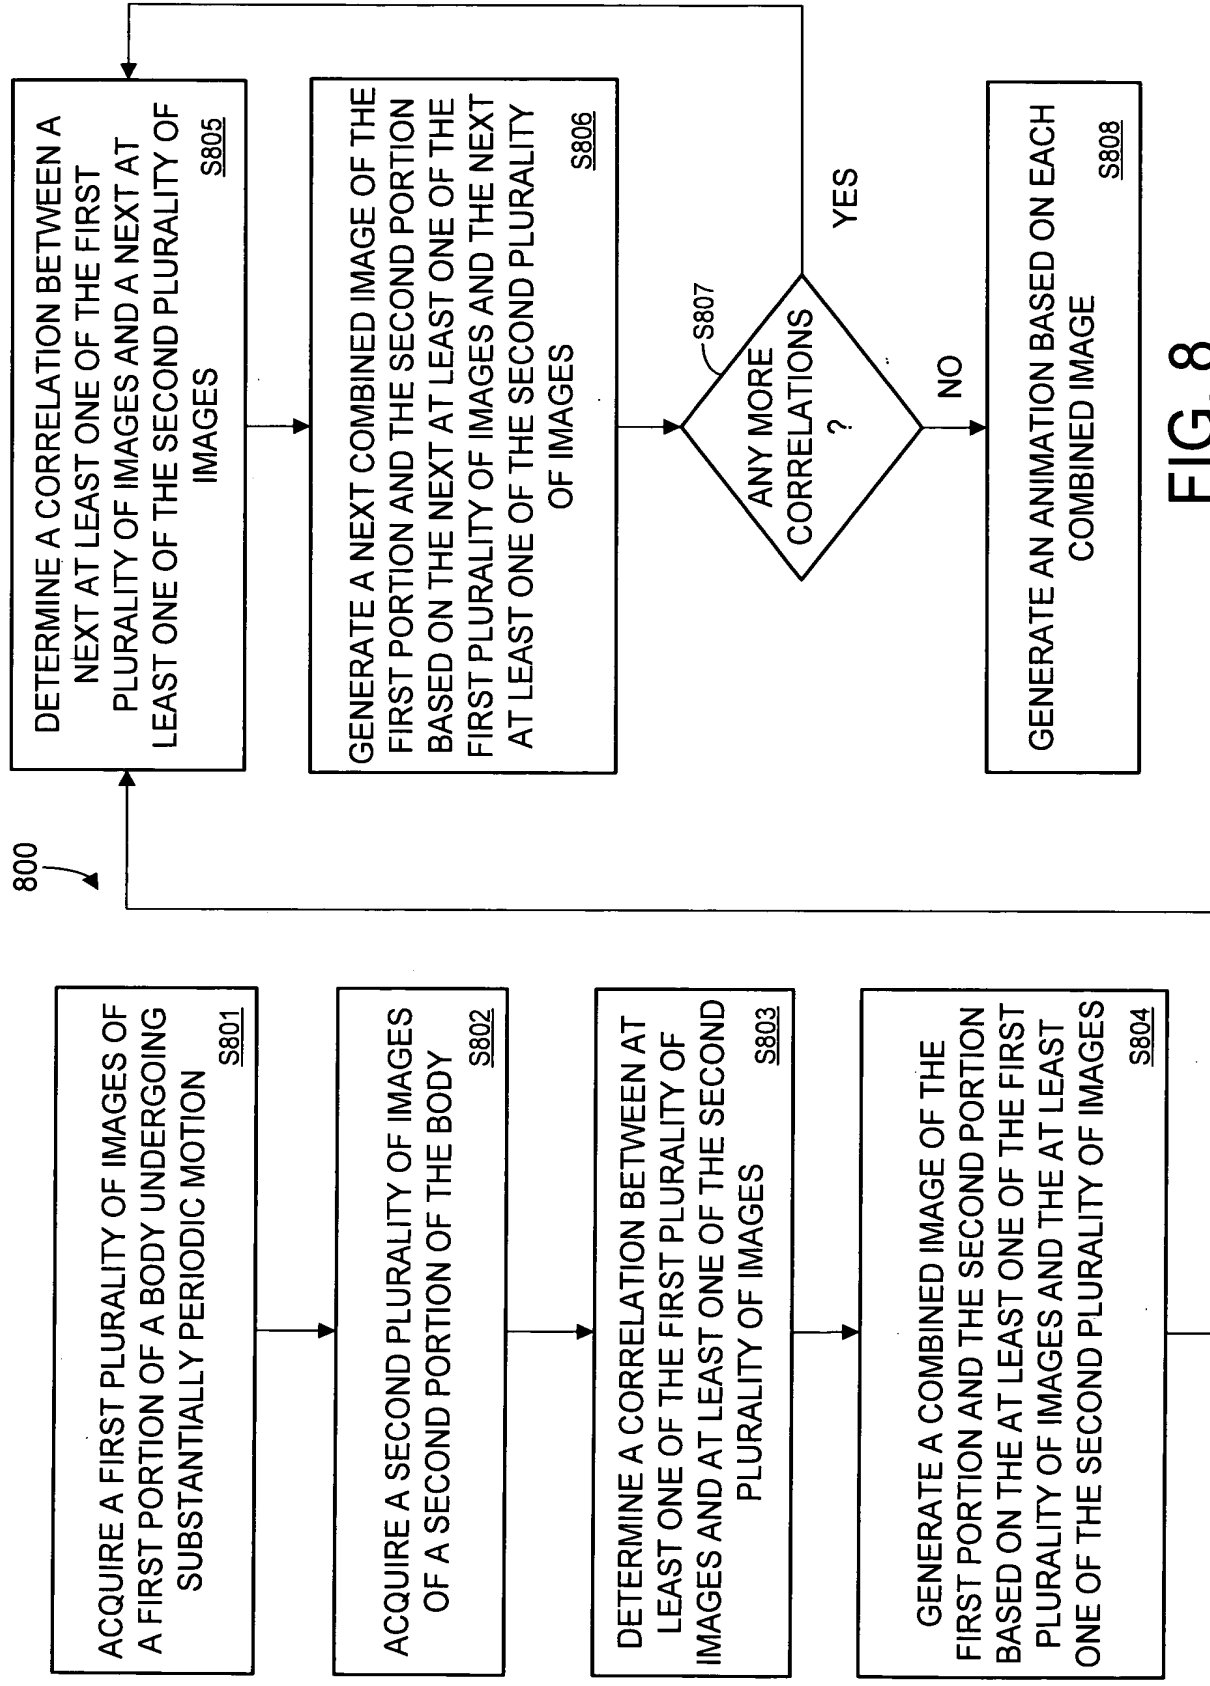 800
ACQUIRE A FIRST PLURALITY OF IMAGES OF
A FIRST PORTION OF A BODY UNDERGOING
SUBSTANTIALLY PERIODIC MOTION
S801
ACQUIRE A SECOND PLURALITY OF IMAGES
OF A SECOND PORTION OF THE BODY
S802
DETERMINE A CORRELATION BETWEEN AT
LEAST ONE OF THE FIRST PLURALITY OF
IMAGES AND AT LEAST ONE OF THE SECOND
PLURALITY OF IMAGES
S803
GENERATE A COMBINED IMAGE OF THE
FIRST PORTION AND THE SECOND PORTION
BASED ON THE AT LEAST ONE OF THE FIRST
PLURALITY OF IMAGES AND THE AT LEAST
ONE OF THE SECOND PLURALITY OF IMAGES
S804
DETERMINE A CORRELATION BETWEEN A
NEXT AT LEAST ONE OF THE FIRST
PLURALITY OF IMAGES AND A NEXT AT
LEAST ONE OF THE SECOND PLURALITY OF
IMAGES
S805
GENERATE A NEXT COMBINED IMAGE OF THE
FIRST PORTION AND THE SECOND PORTION
BASED ON THE NEXT AT LEAST ONE OF THE
FIRST PLURALITY OF IMAGES AND THE NEXT
AT LEAST ONE OF THE SECOND PLURALITY
OF IMAGES
S806
S807
ANY MORE
CORRELATIONS
?
YES
NO
GENERATE AN ANIMATION BASED ON EACH
COMBINED IMAGE
S808
FIG. 8